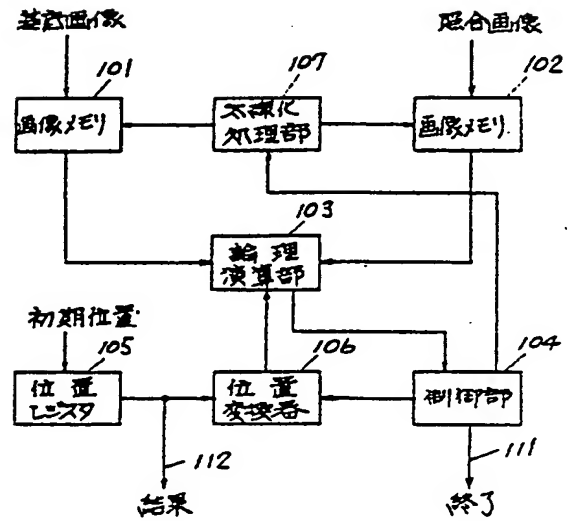 基音画像
照合画像
101
107
102
画像メモリ
太線化
処理部
画像メモリ.
103
論理
演算部
初期位置
105
106
104
位置
レジスタ
位置
変換器
制御部
112
111
結果
終了